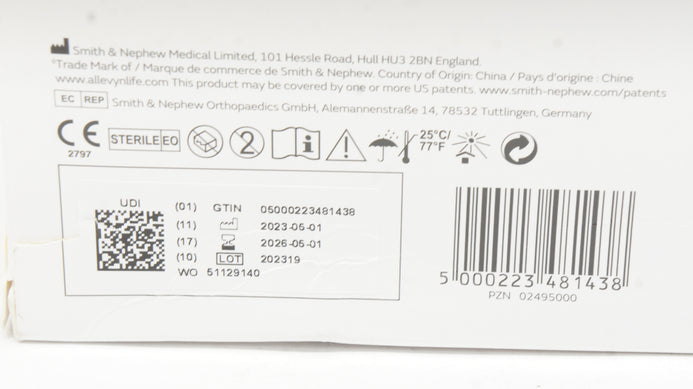 Smith & Nephew Medical Limited, 101 Hessle Road, Hull HU3 2BN England.
°Trade Mark of / Marque de commerce de Smith & Nephew. Country of Origin: China / Pays d'origine : Chine
www.allevynlife.com This product may be covered by one or more US patents. www.smith-nephew.com/patents
EC REP Smith & Nephew Orthopaedics GmbH, Alemannenstraße 14, 78532 Tuttlingen, Germany
CE STERILE EO 2 i ! 25°C/
77°F
2797
UDI
(01) GTIN 05000223481438
(11) 2023-05-01
(17) 2026-05-01
(10) LOT 202319
WO 51129140
5 000223 481438
PZN 02495000